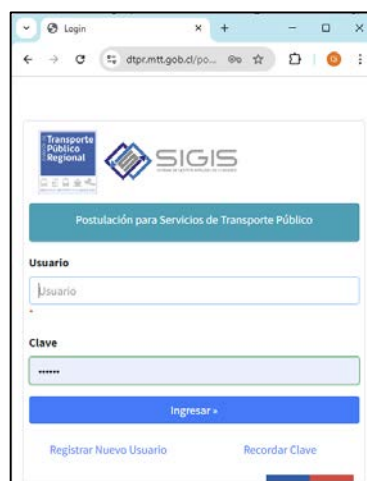 Login
dtpr.mtt.gob.cl/po...
Transporte
Público
Regional
SIGIS
Postulación para Servicios de Transporte Público
Usuario
Usuario
*
Clave
••••••
Ingresar »
Registrar Nuevo Usuario
Recordar Clave